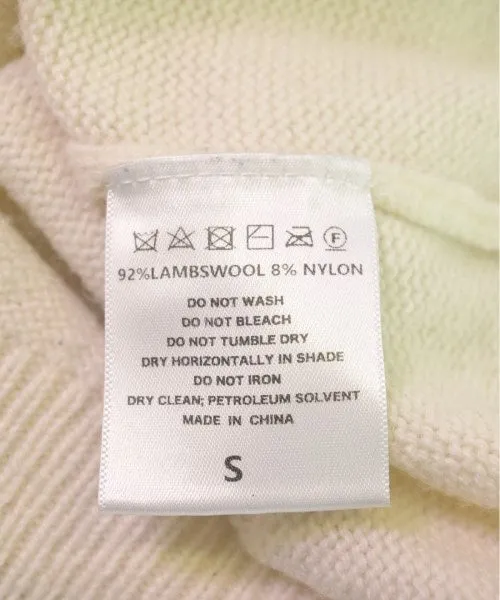 F
92%LAMBSWOOL 8% NYLON
DO NOT WASH
DO NOT BLEACH
DO NOT TUMBLE DRY
DRY HORIZONTALLY IN SHADE
DO NOT IRON
DRY CLEAN; PETROLEUM SOLVENT
MADE IN CHINA
S